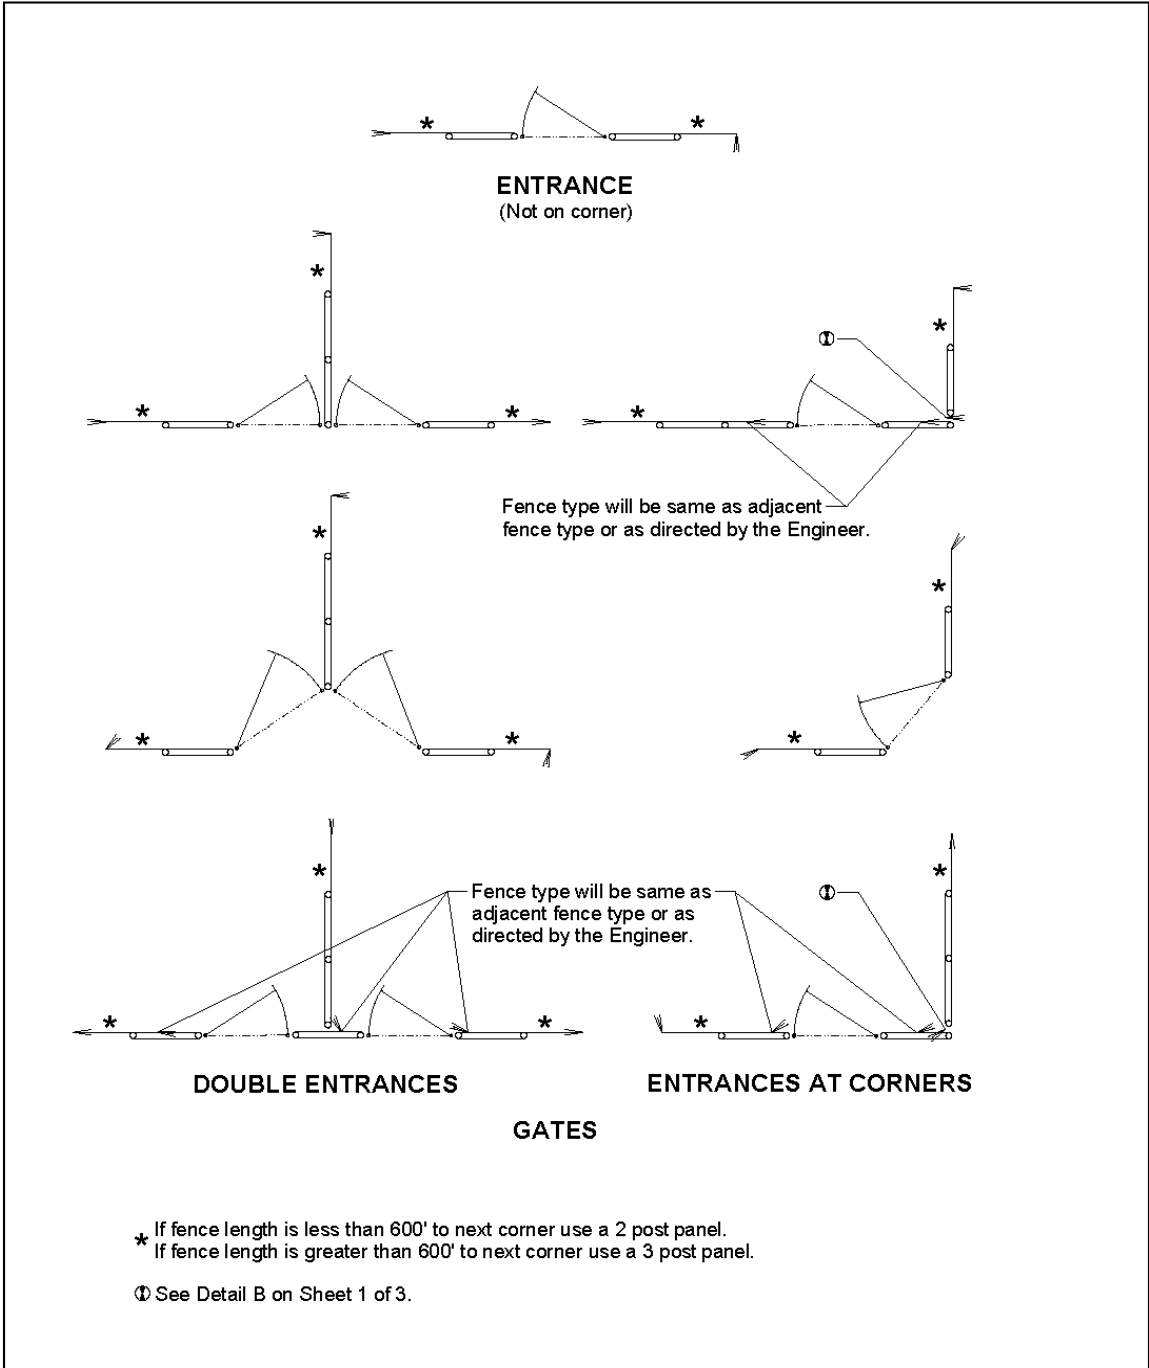 *
*
ENTRANCE
(Not on corner)
*
*
*
*
*
*
Fence type will be same as adjacent
fence type or as directed by the Engineer.
*
*
*
*
*
*
*
Fence type will be same as
adjacent fence type or as
directed by the Engineer.
*
*
*
*
DOUBLE ENTRANCES
ENTRANCES AT CORNERS
GATES
* If fence length is less than 600' to next corner use a 2 post panel.
If fence length is greater than 600' to next corner use a 3 post panel.
① See Detail B on Sheet 1 of 3.